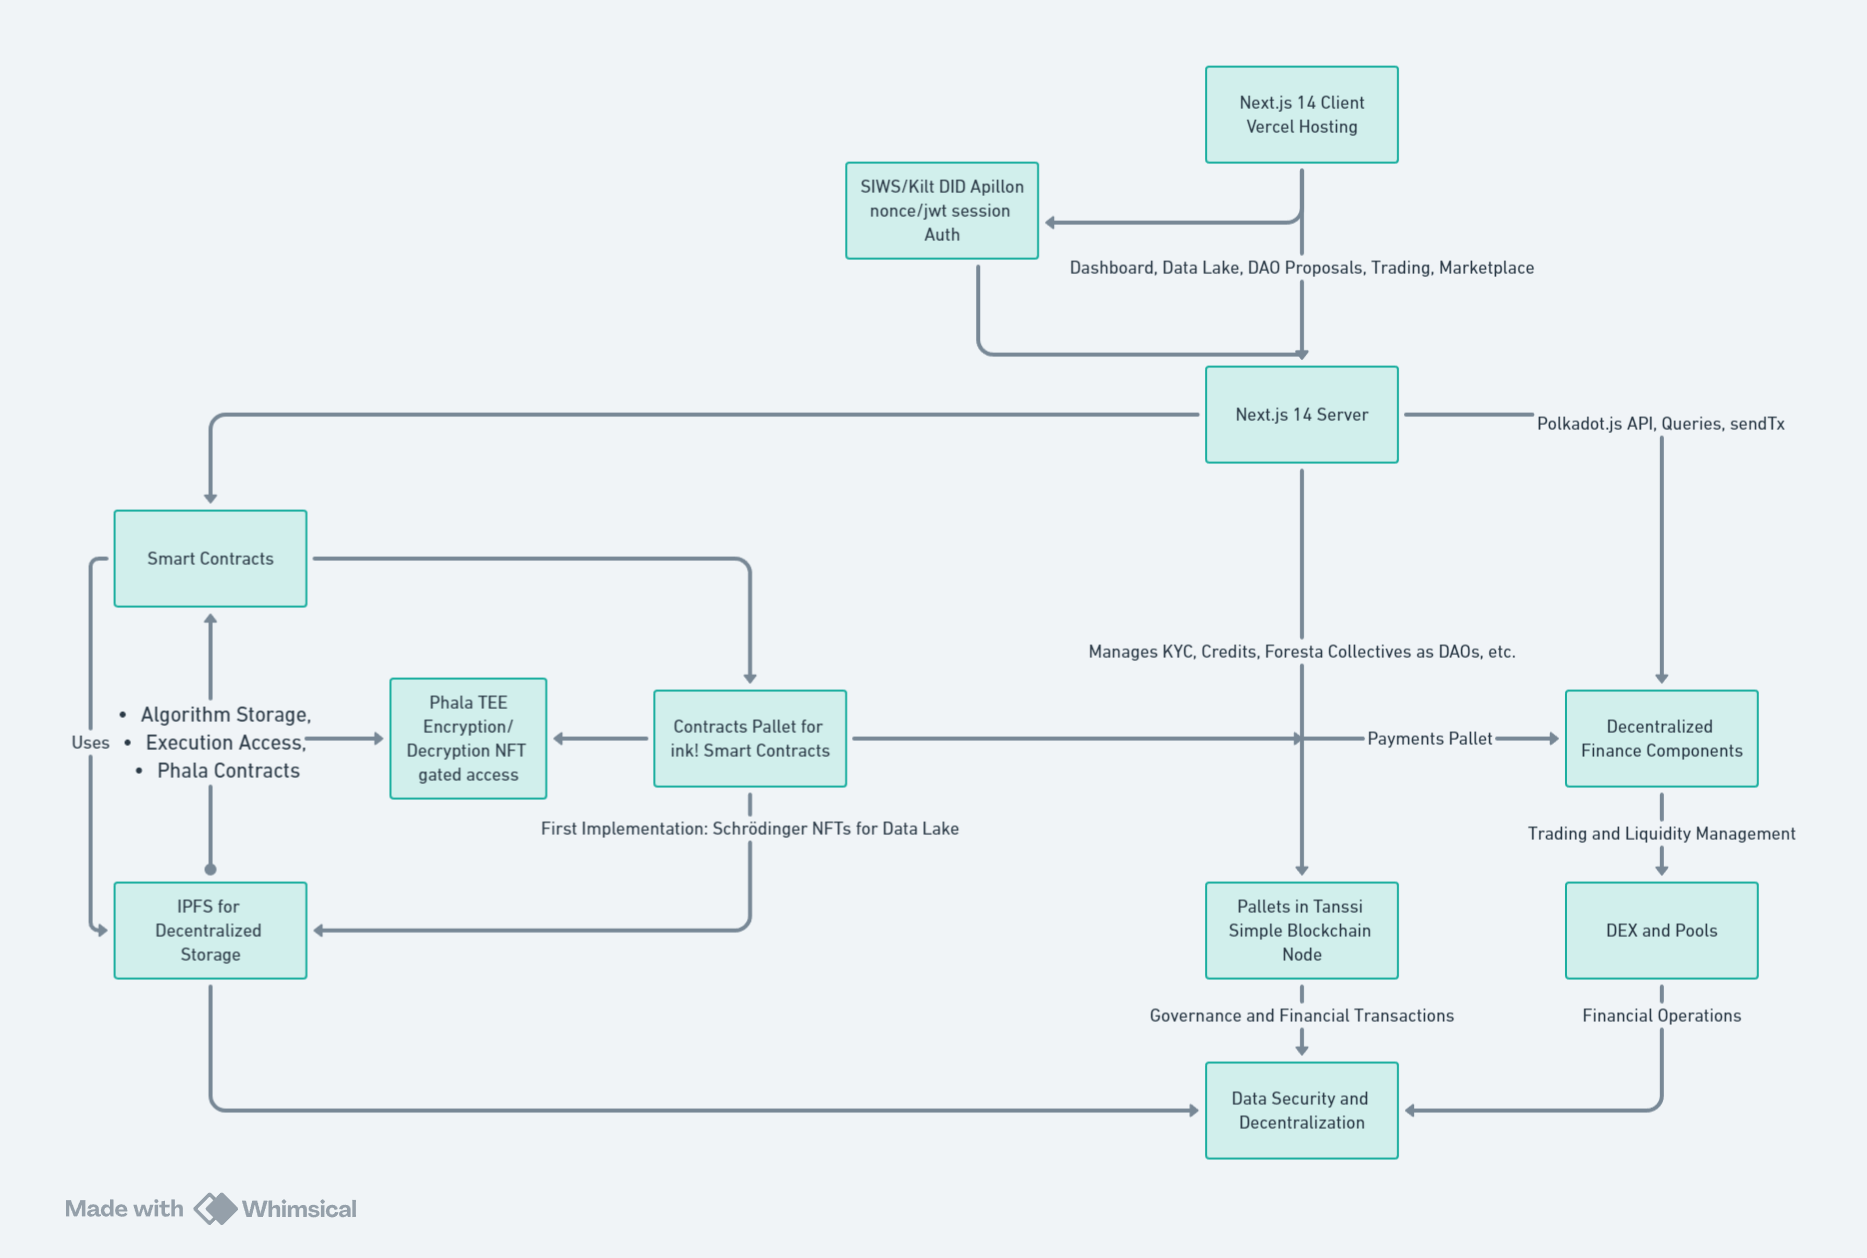 Next.js 14 Client
Vercel Hosting
SIWS/Kilt DID Apillon
nonce/jwt session
Auth
Dashboard, Data Lake, DAO Proposals, Trading, Marketplace
Next.js 14 Server
Polkadot.js API, Queries, sendTx
Smart Contracts
Manages KYC, Credits, Foresta Collectives as DAOs, etc.
Uses
• Algorithm Storage,
• Execution Access,
• Phala Contracts
Phala TEE
Encryption/
Decryption NFT
gated access
Contracts Pallet for
ink! Smart Contracts
Payments Pallet
Decentralized
Finance Components
First Implementation: Schrödinger NFTs for Data Lake
Trading and Liquidity Management
IPFS for
Decentralized
Storage
Pallets in Tanssi
Simple Blockchain
Node
DEX and Pools
Governance and Financial Transactions
Financial Operations
Data Security and
Decentralization
Made with Whimsical